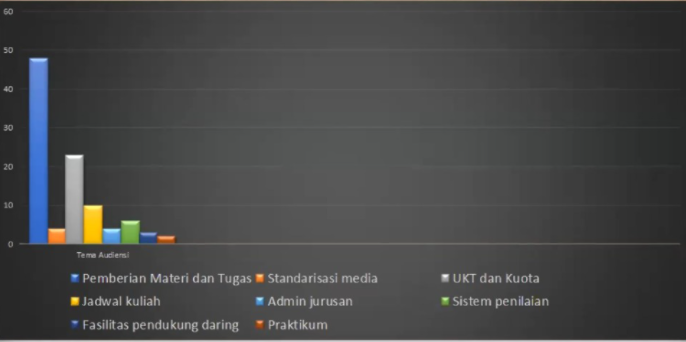 60
50
40
30
20
10
0
Tema Audiensi
Pemberian Materi dan Tugas Standarisasi media UKT dan Kuota
Jadwal kuliah Admin jurusan Sistem penilaian
Fasilitas pendukung daring Praktikum